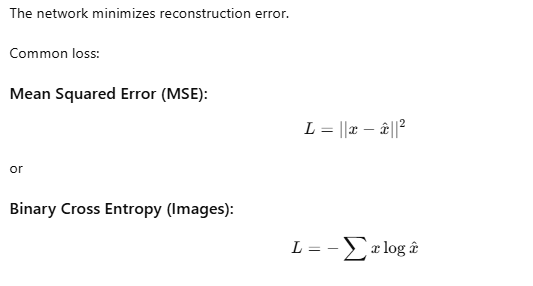 The network minimizes reconstruction error.
Common loss:
Mean Squared Error (MSE):
L = ||x − x̂||²
or
Binary Cross Entropy (Images):
L = − ∑ x log x̂